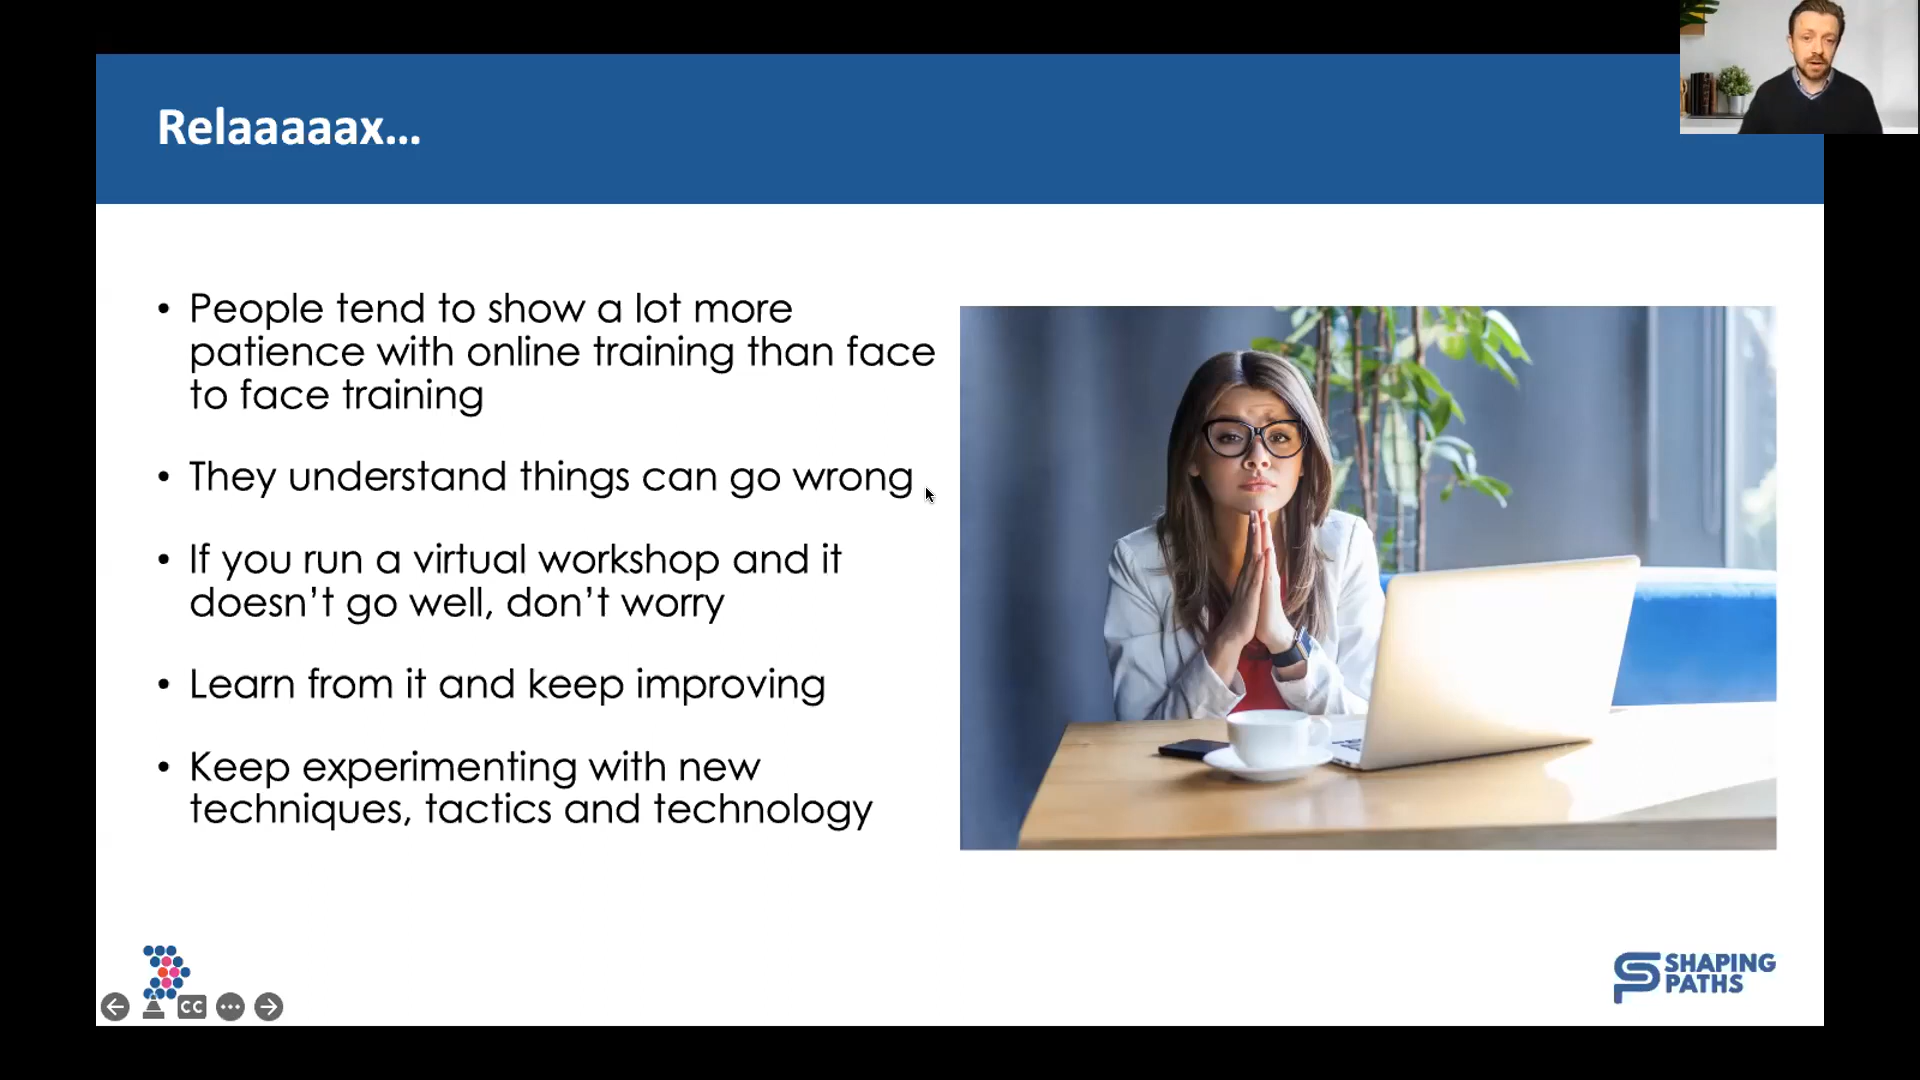 Relaaaaax...
• People tend to show a lot more
patience with online training than face
to face training
• They understand things can go wrong
• If you run a virtual workshop and it
doesn’t go well, don’t worry
• Learn from it and keep improving
• Keep experimenting with new
techniques, tactics and technology
CC
SHAPING
PATHS